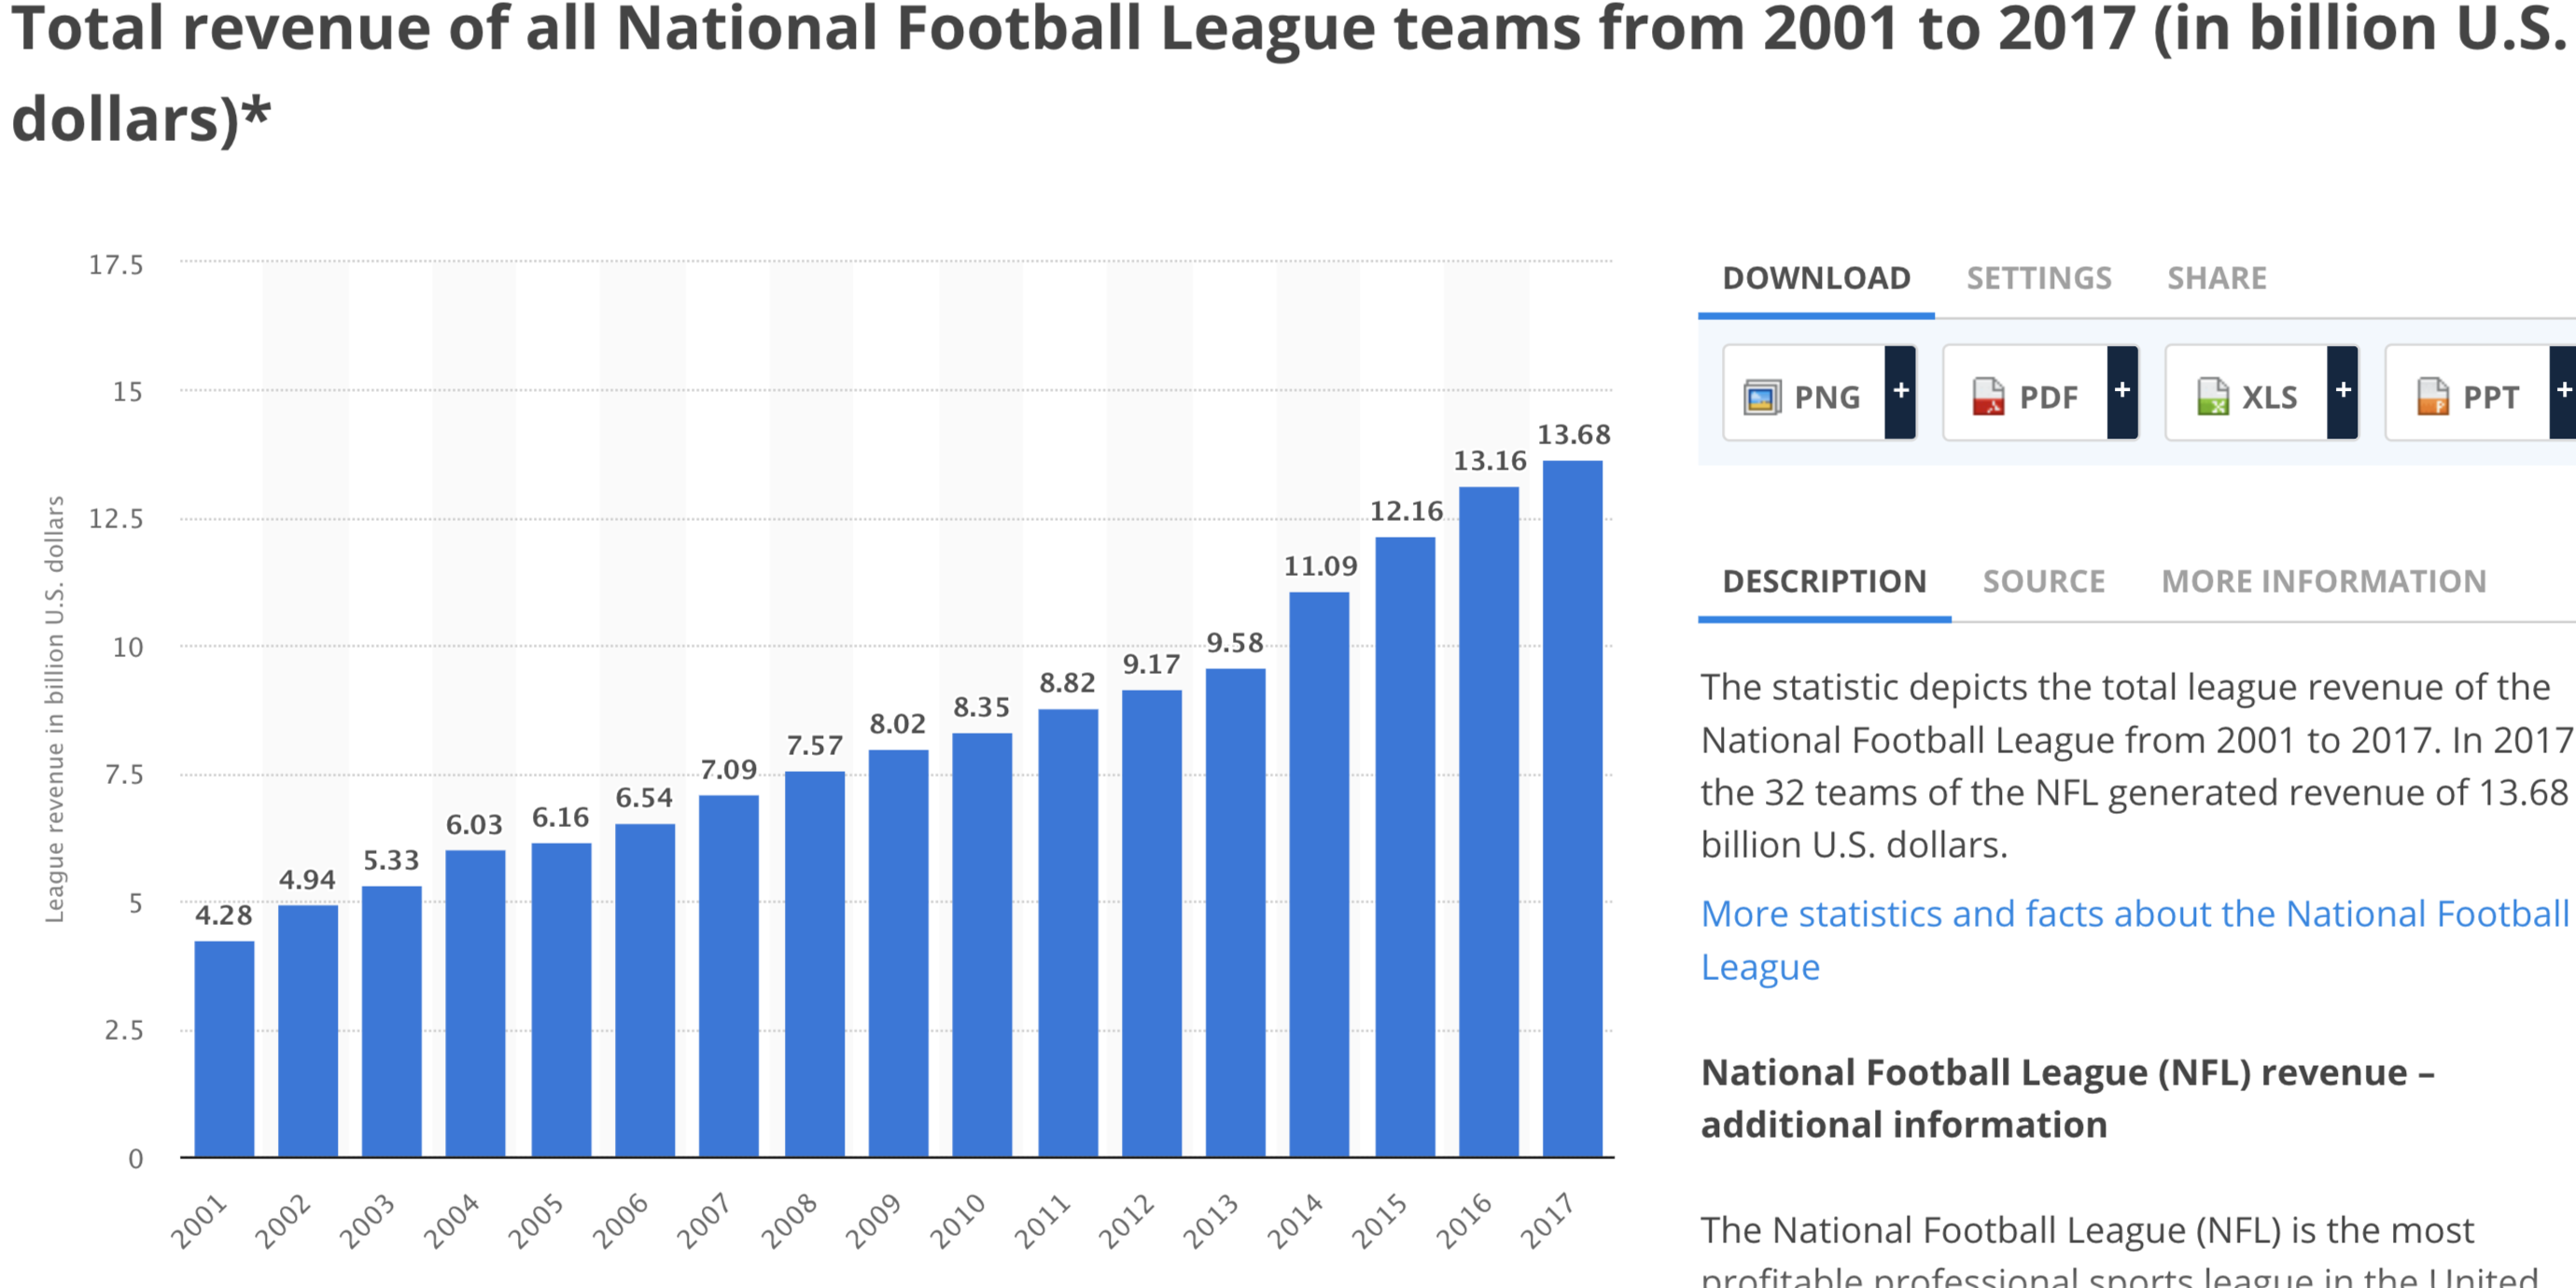 Total revenue of all National Football League teams from 2001 to 2017 (in billion U.S.
dollars)*
League revenue in billion U.S. dollars
17.5
15
12.5
10
7.5
5
2.5
0
4.28
4.94
5.33
6.03
6.16
6.54
7.09
7.57
8.02
8.35
8.82
9.17
9.58
11.09
12.16
13.16
13.68
2001
2002
2003
2004
2005
2006
2007
2008
2009
2010
2011
2012
2013
2014
2015
2016
2017
DOWNLOAD SETTINGS SHARE
PNG + PDF + XLS + PPT +
DESCRIPTION SOURCE MORE INFORMATION
The statistic depicts the total league revenue of the
National Football League from 2001 to 2017. In 2017
the 32 teams of the NFL generated revenue of 13.68
billion U.S. dollars.
More statistics and facts about the National Football
League
National Football League (NFL) revenue –
additional information
The National Football League (NFL) is the most
profitable professional sports league in the United